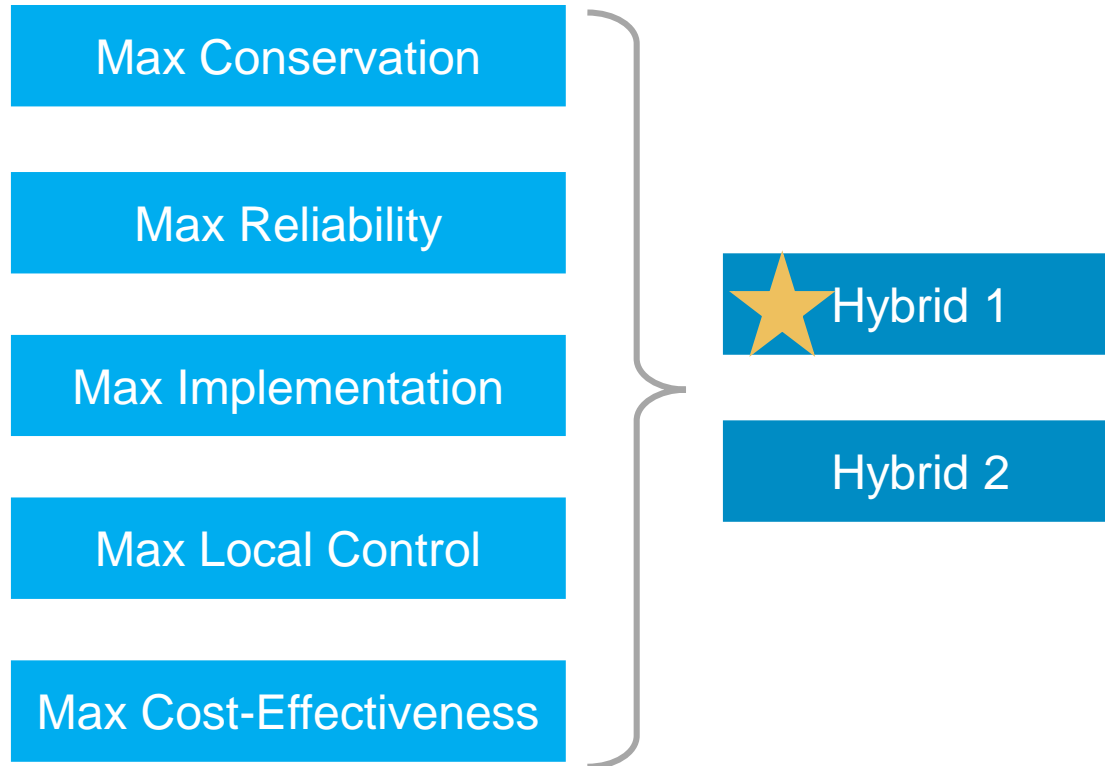 Max Conservation
Max Reliability
Max Implementation
Max Local Control
Max Cost-Effectiveness
Hybrid 1
Hybrid 2